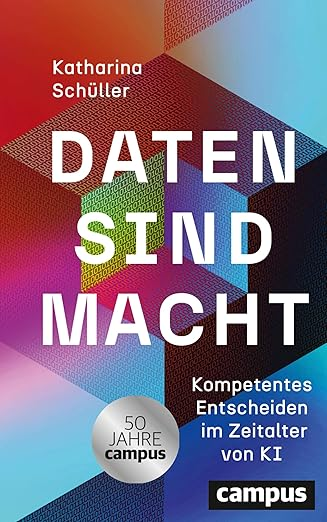 Katharina
Schüller
DATEN
SIND
MACHT
Kompetentes
Entscheiden
im Zeitalter
von KI
50
JAHRE
campus
campus